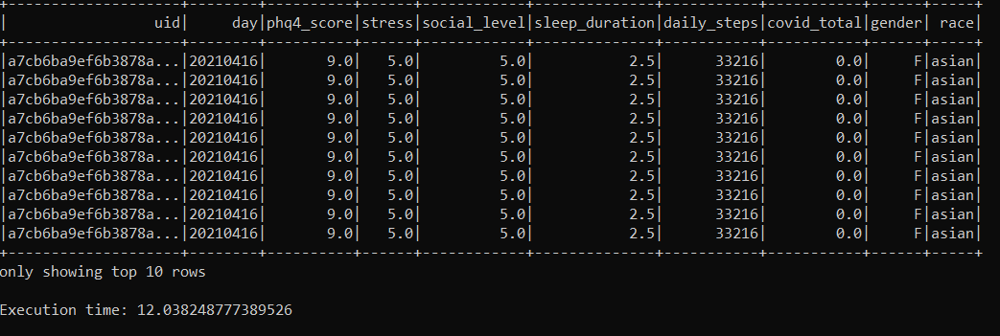 +--------------------+--------+----------+------+------------+--------------+-----------+-----------+------+-----+
|                 uid|     day|phq4_score|stress|social_level|sleep_duration|daily_steps|covid_total|gender| race|
+--------------------+--------+----------+------+------------+--------------+-----------+-----------+------+-----+
|a7cb6ba9ef6b3878a...|20210416|       9.0|   5.0|         5.0|           2.5|      33216|        0.0|     F|asian|
|a7cb6ba9ef6b3878a...|20210416|       9.0|   5.0|         5.0|           2.5|      33216|        0.0|     F|asian|
|a7cb6ba9ef6b3878a...|20210416|       9.0|   5.0|         5.0|           2.5|      33216|        0.0|     F|asian|
|a7cb6ba9ef6b3878a...|20210416|       9.0|   5.0|         5.0|           2.5|      33216|        0.0|     F|asian|
|a7cb6ba9ef6b3878a...|20210416|       9.0|   5.0|         5.0|           2.5|      33216|        0.0|     F|asian|
|a7cb6ba9ef6b3878a...|20210416|       9.0|   5.0|         5.0|           2.5|      33216|        0.0|     F|asian|
|a7cb6ba9ef6b3878a...|20210416|       9.0|   5.0|         5.0|           2.5|      33216|        0.0|     F|asian|
|a7cb6ba9ef6b3878a...|20210416|       9.0|   5.0|         5.0|           2.5|      33216|        0.0|     F|asian|
|a7cb6ba9ef6b3878a...|20210416|       9.0|   5.0|         5.0|           2.5|      33216|        0.0|     F|asian|
|a7cb6ba9ef6b3878a...|20210416|       9.0|   5.0|         5.0|           2.5|      33216|        0.0|     F|asian|
+--------------------+--------+----------+------+------------+--------------+-----------+-----------+------+-----+
only showing top 10 rows
Execution time: 12.038248777389526